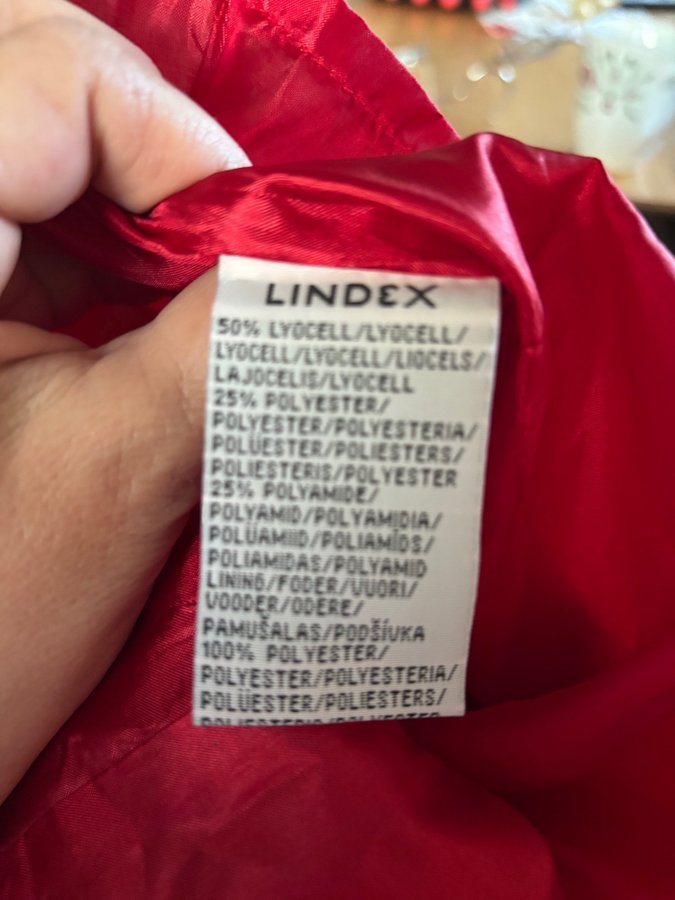 LINDEX
50% LYOCELL/LYOCELL/
LYOCELL/LYOCELL/LIOCELS/
LAJOCELIS/LYOCELL
25% POLYESTER/
POLYESTER/POLYESTERIA/
POLÜESTER/POLIESTERS/
POLIESTERIS/POLYESTER
25% POLYAMIDE/
POLYAMID/POLYAMIDIA/
POLÜAMIID/POLIAMĪDS/
POLIAMIDAS/POLYAMID
LINING/FODER/VUORI/
VOODER/ODERE/
PAMUŠALAS/PODŠÍVKA
100% POLYESTER/
POLYESTER/POLYESTERIA/
POLÜESTER/POLIESTERS/
POLIESTERIS/POLYESTER